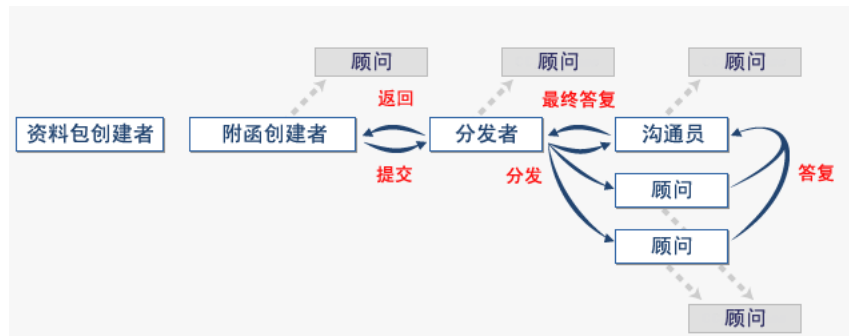 顾问
顾问
顾问
返回
最终答复
资料包创建者
附函创建者
分发者
沟通员
提交
分发
答复
顾问
顾问
顾问